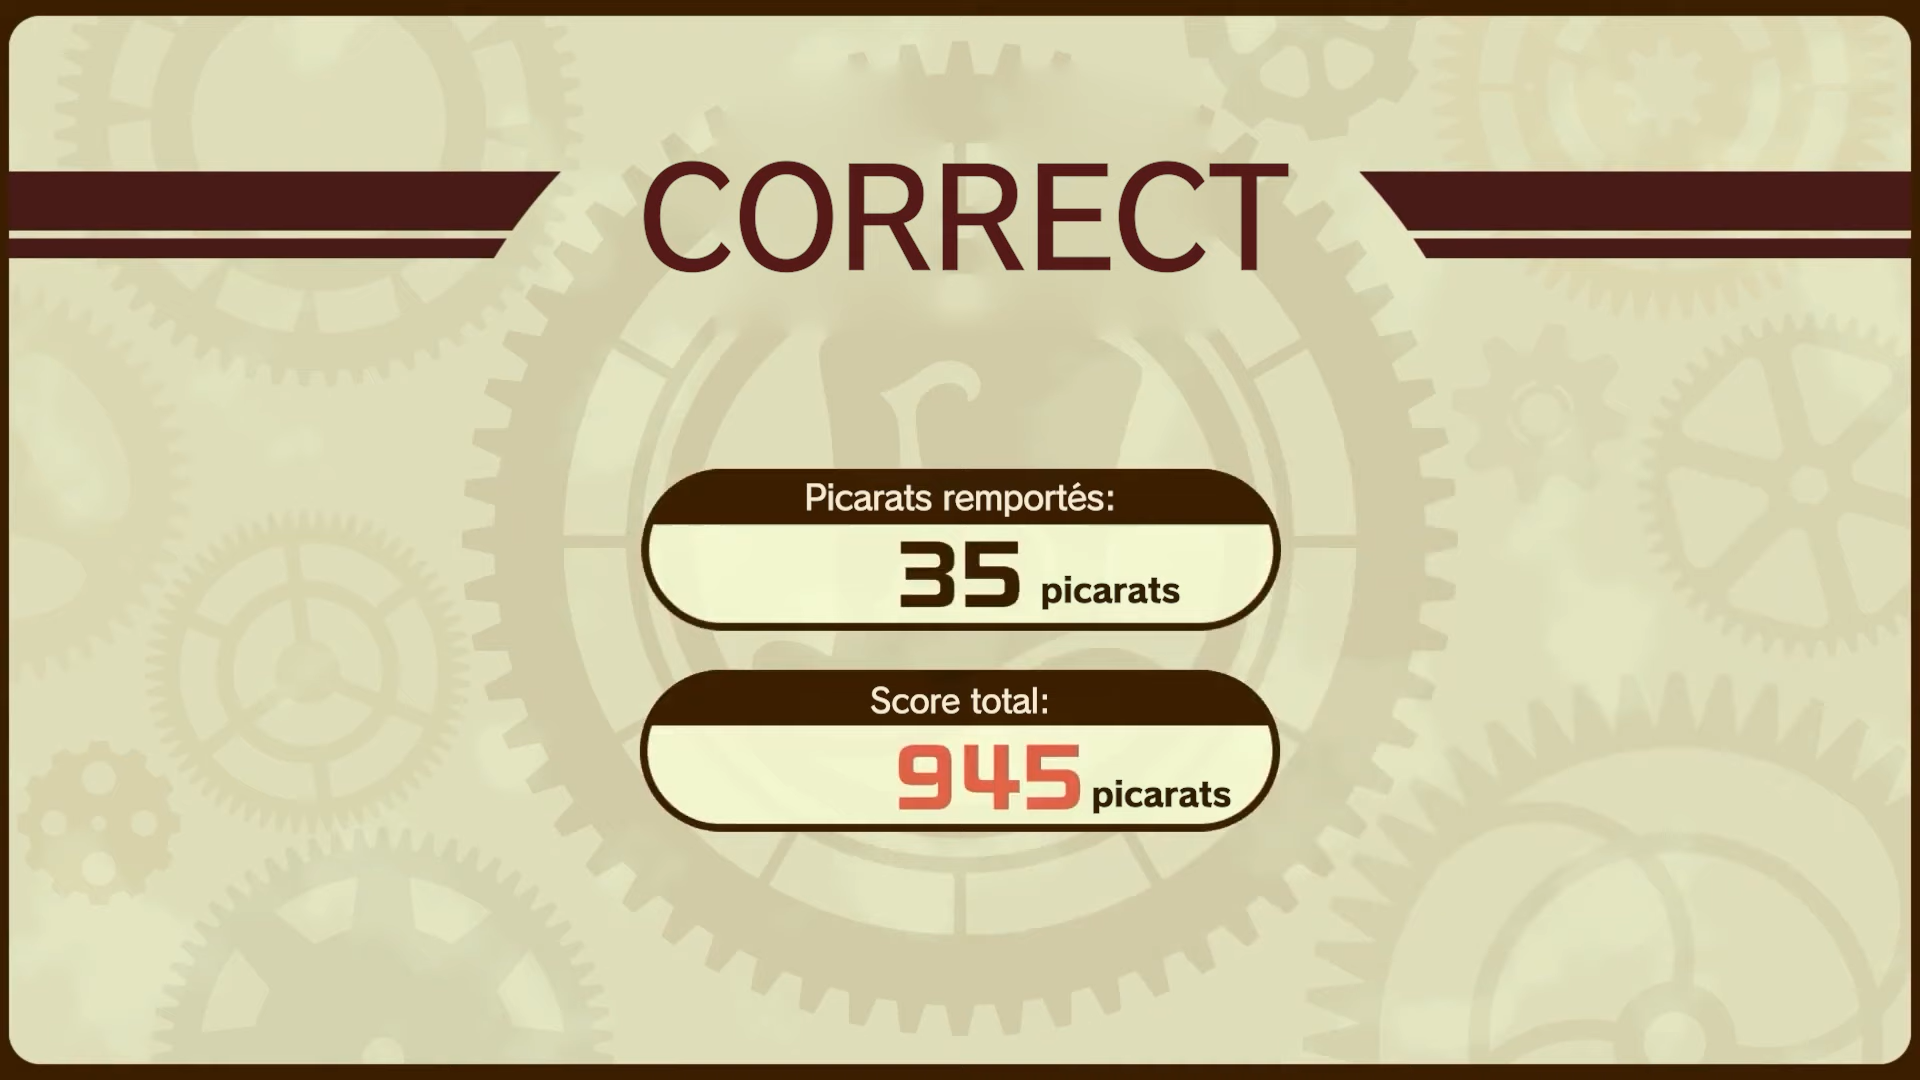 CORRECT
Picarats remportés:
35 picarats
Score total:
945 picarats